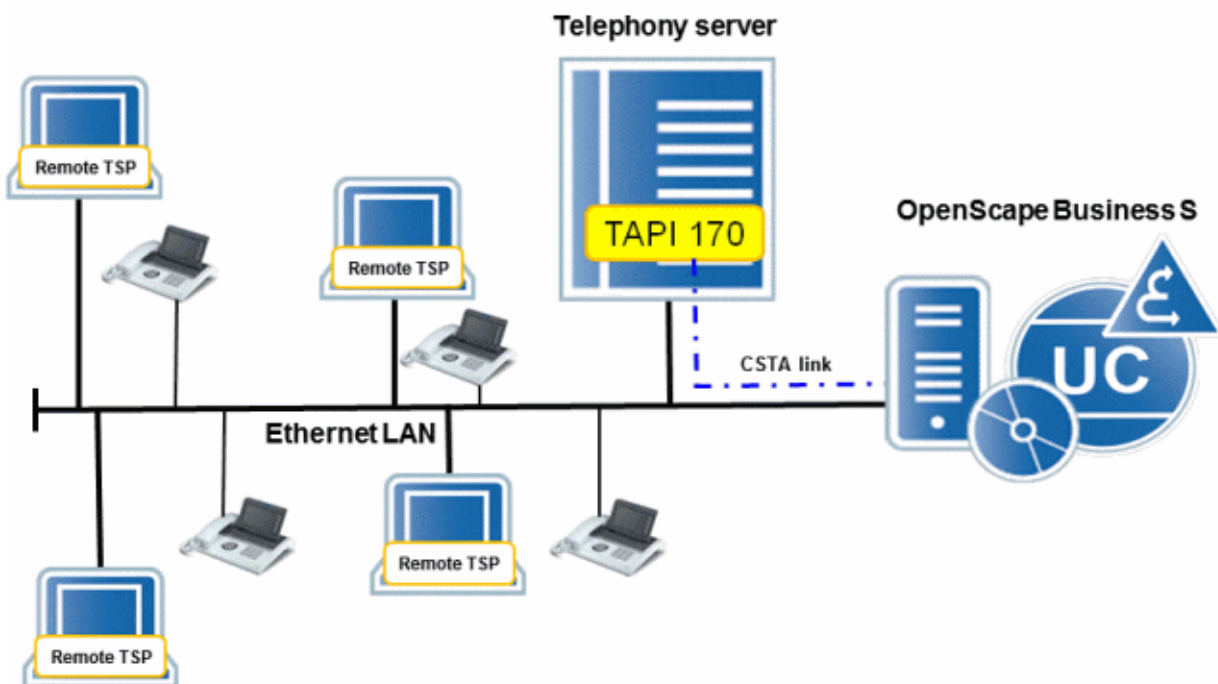 Telephony server
Remote TSP
TAPI 170
OpenScape Business S
Remote TSP
UC
CSTA link
Ethernet LAN
Remote TSP
Remote TSP